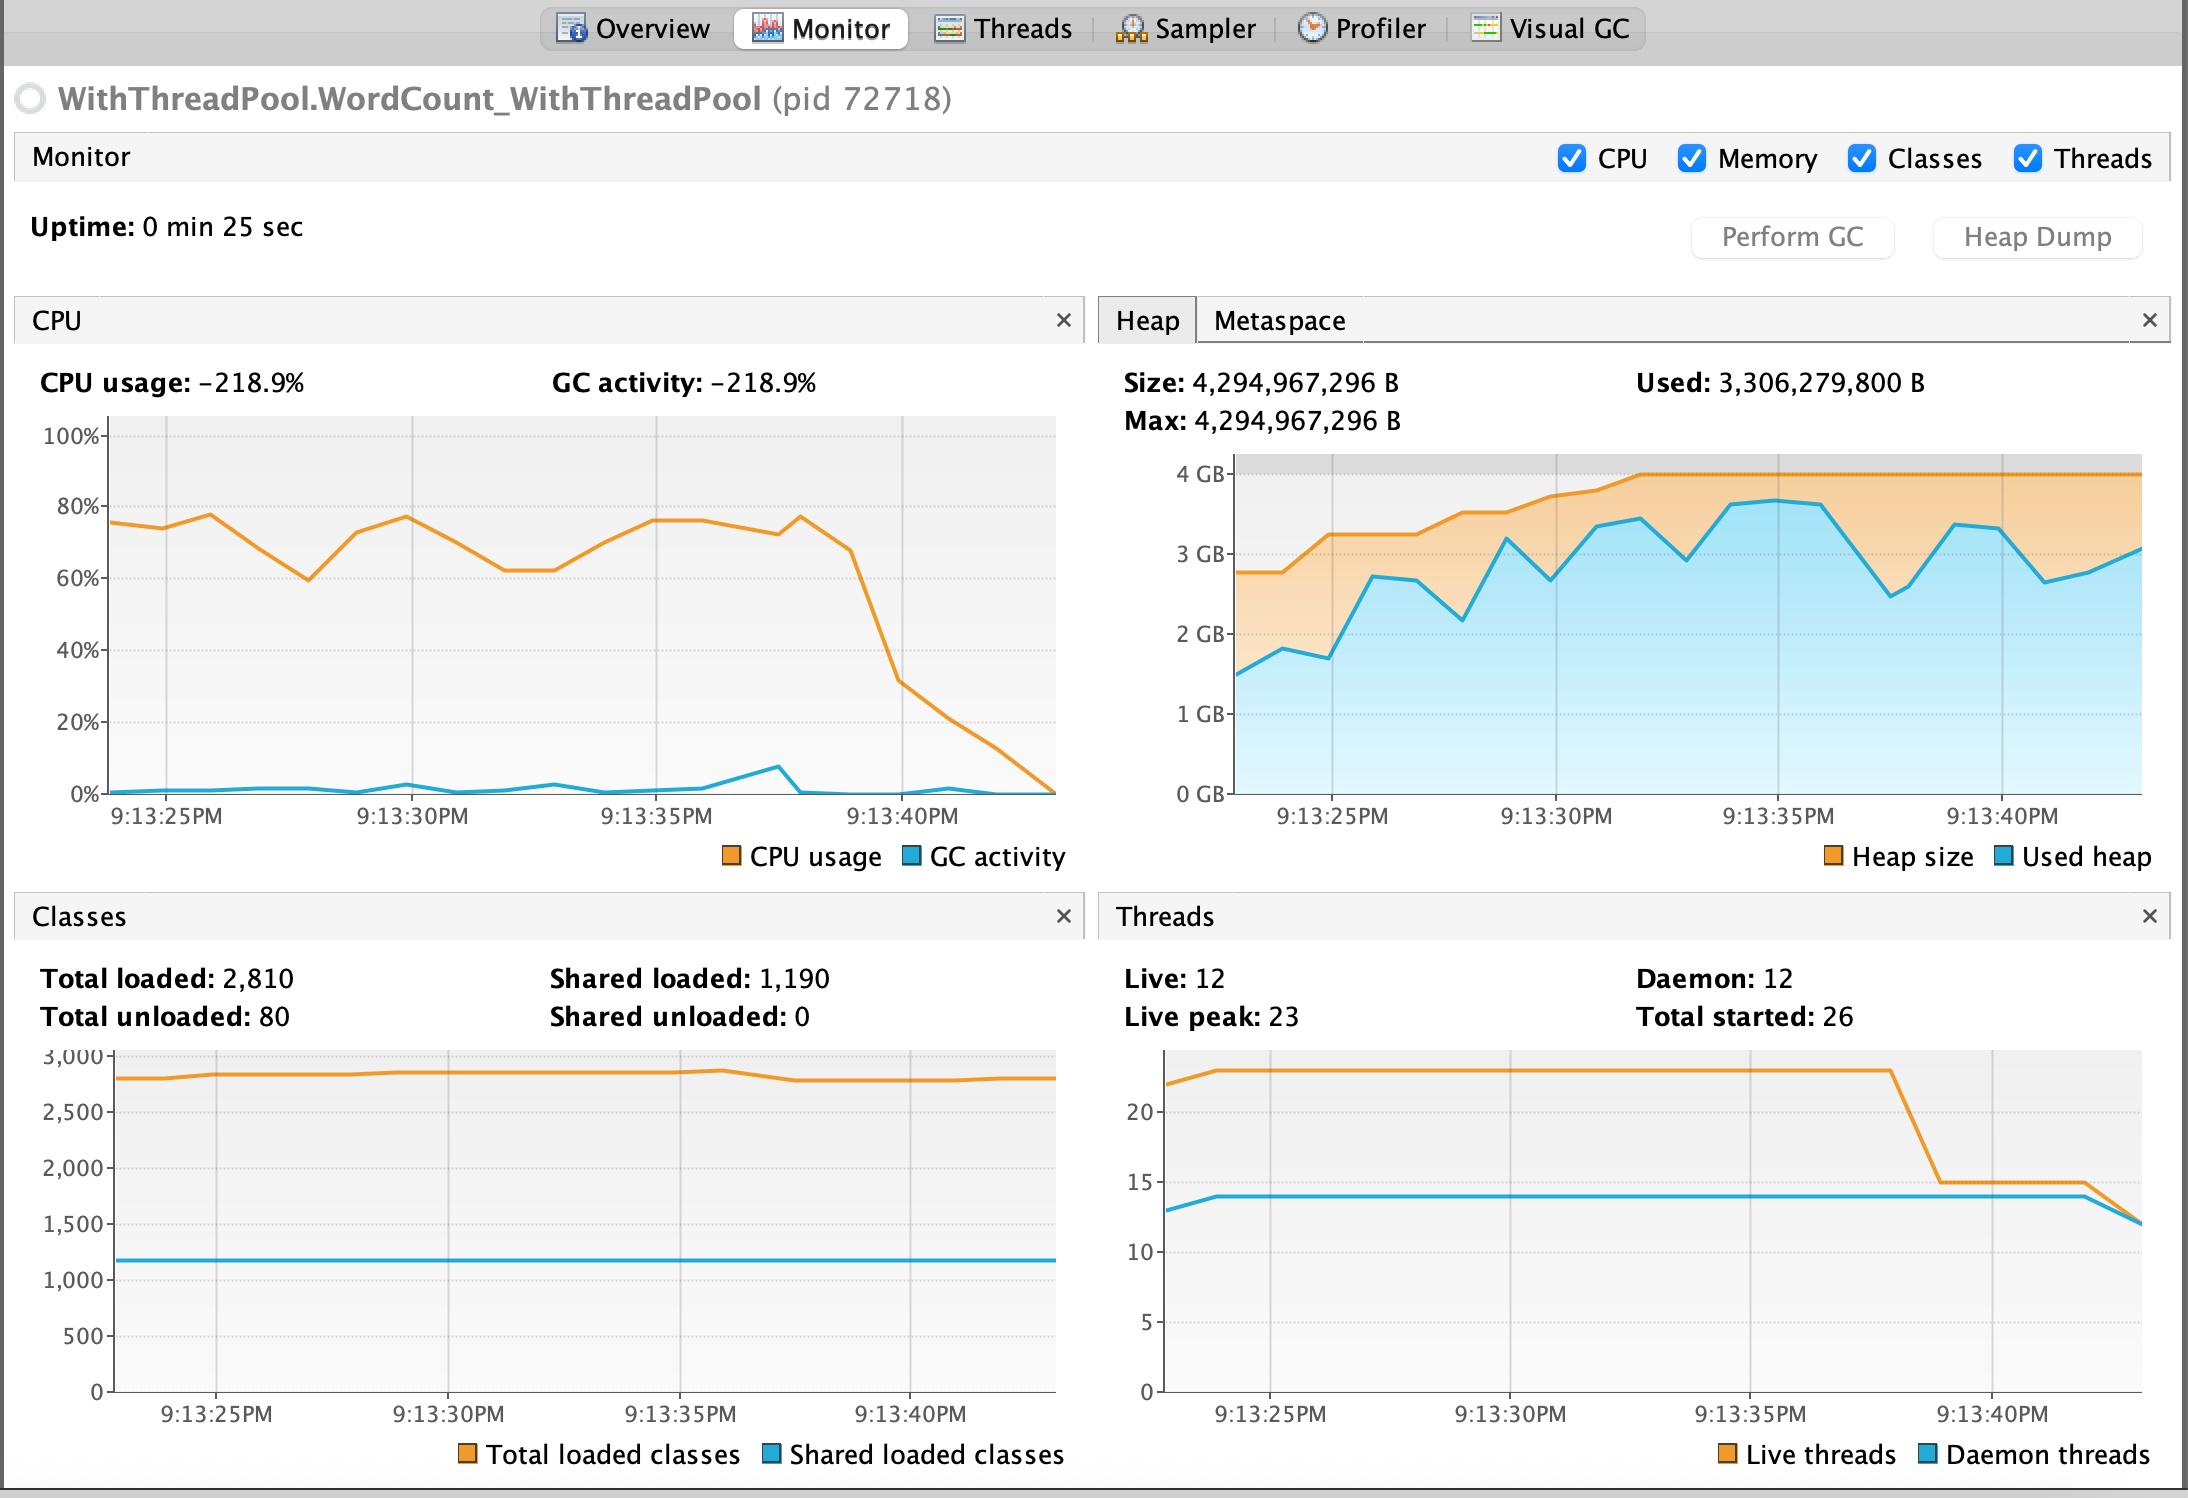 Overview Monitor Threads Sampler Profiler Visual GC
WithThreadPool.WordCount_WithThreadPool (pid 72718)
Monitor
CPU Memory Classes Threads
Uptime: 0 min 25 sec
Perform GC Heap Dump
CPU
CPU usage: -218.9% GC activity: -218.9%
100%
80%
60%
40%
20%
0%
9:13:25PM 9:13:30PM 9:13:35PM 9:13:40PM
CPU usage GC activity
Heap Metaspace
Size: 4,294,967,296 B Used: 3,306,279,800 B
Max: 4,294,967,296 B
4 GB
3 GB
2 GB
1 GB
0 GB
9:13:25PM 9:13:30PM 9:13:35PM 9:13:40PM
Heap size Used heap
Classes
Total loaded: 2,810 Shared loaded: 1,190
Total unloaded: 80 Shared unloaded: 0
3,000
2,500
2,000
1,500
1,000
500
0
9:13:25PM 9:13:30PM 9:13:35PM 9:13:40PM
Total loaded classes Shared loaded classes
Threads
Live: 12 Daemon: 12
Live peak: 23 Total started: 26
20
15
10
5
0
9:13:25PM 9:13:30PM 9:13:35PM 9:13:40PM
Live threads Daemon threads